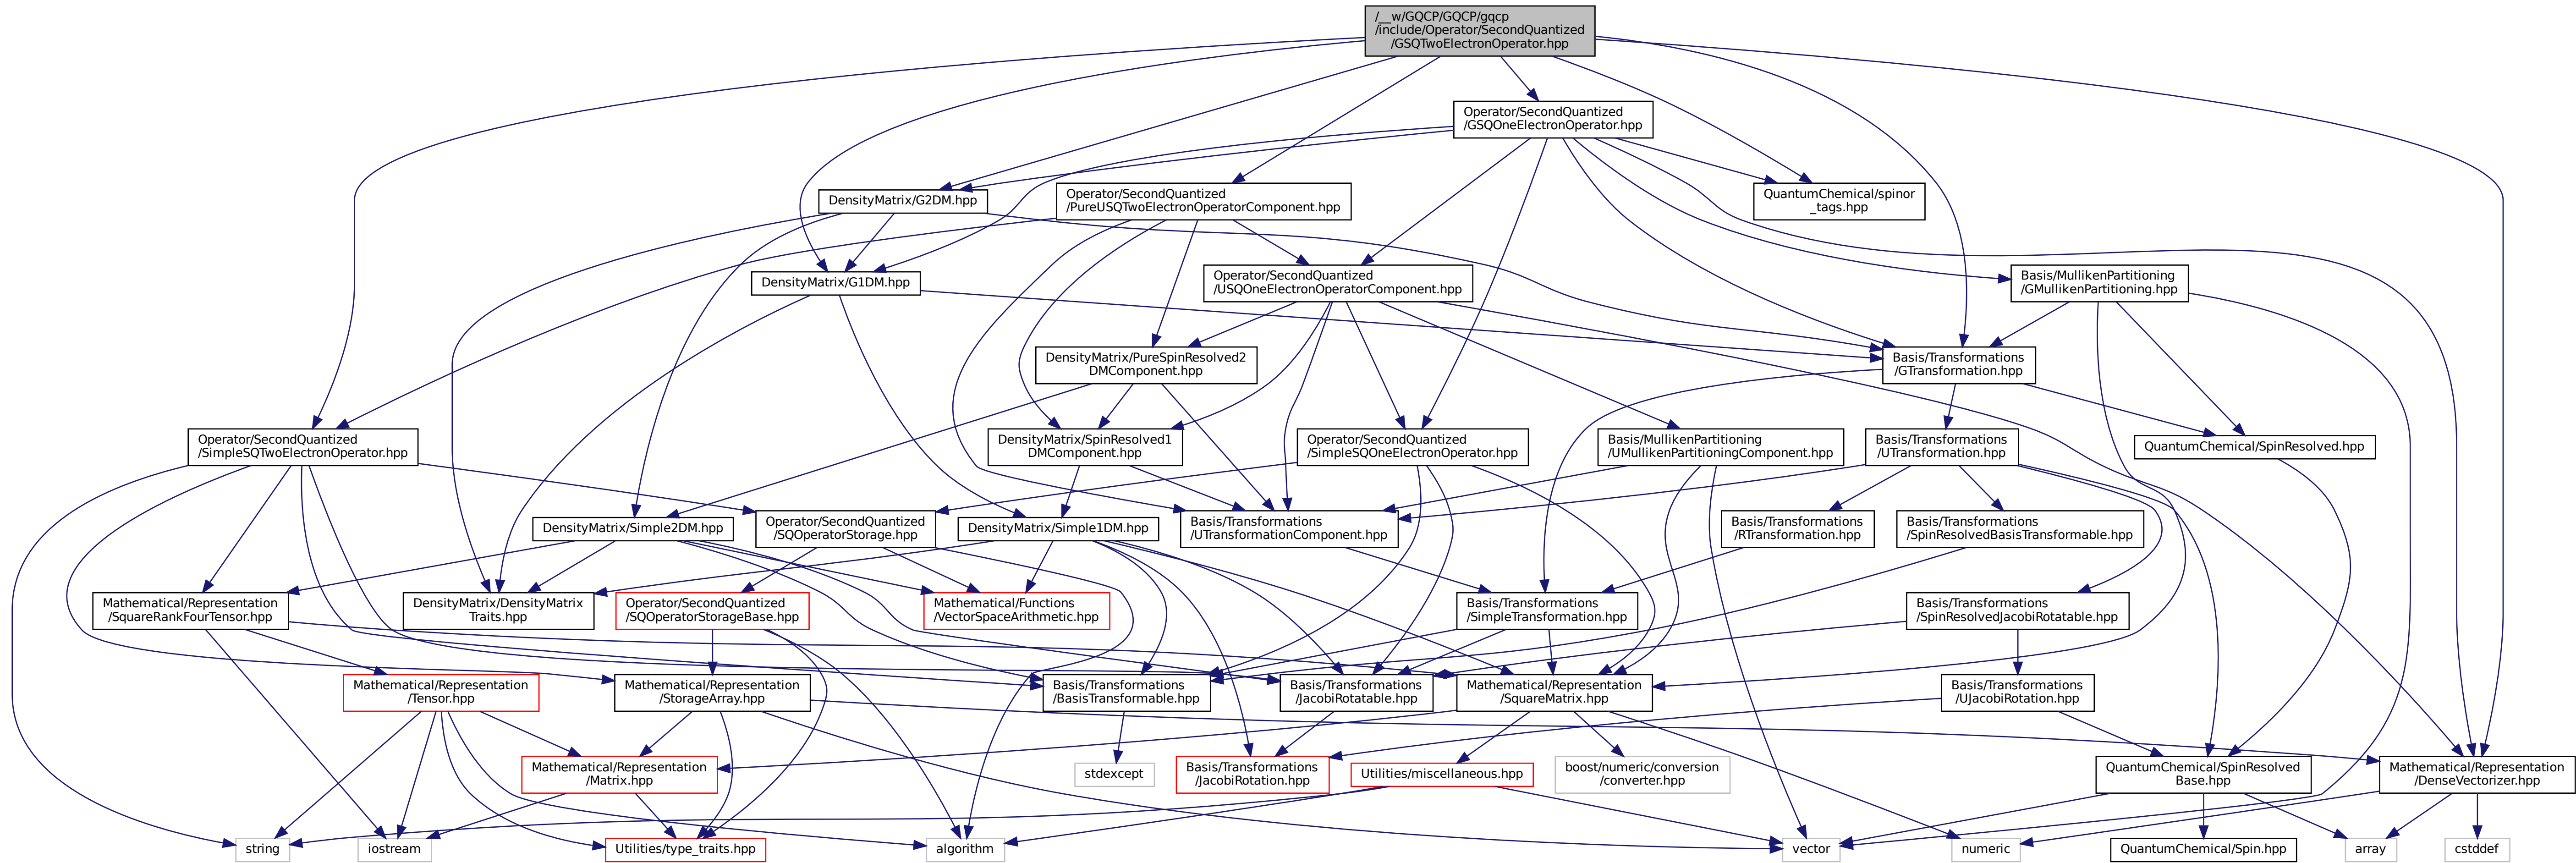 /__w/GQCP/GQCP/gqcp
/include/Operator/SecondQuantized
/GSQTwoElectronOperator.hpp
Operator/SecondQuantized
/GSQOneElectronOperator.hpp
DensityMatrix/G2DM.hpp
Operator/SecondQuantized
/PureUSQTwoElectronOperatorComponent.hpp
QuantumChemical/spinor
_tags.hpp
DensityMatrix/G1DM.hpp
Operator/SecondQuantized
/USQOneElectronOperatorComponent.hpp
Basis/MullikenPartitioning
/GMullikenPartitioning.hpp
DensityMatrix/PureSpinResolved2
DMComponent.hpp
Basis/Transformations
/GTransformation.hpp
Operator/SecondQuantized
/SimpleSQTwoElectronOperator.hpp
DensityMatrix/SpinResolved1
DMComponent.hpp
Operator/SecondQuantized
/SimpleSQOneElectronOperator.hpp
Basis/MullikenPartitioning
/UMullikenPartitioningComponent.hpp
Basis/Transformations
/UTransformation.hpp
QuantumChemical/SpinResolved.hpp
DensityMatrix/Simple2DM.hpp
Operator/SecondQuantized
/SQOperatorStorage.hpp
DensityMatrix/Simple1DM.hpp
Basis/Transformations
/UTransformationComponent.hpp
Basis/Transformations
/RTransformation.hpp
Basis/Transformations
/SpinResolvedBasisTransformable.hpp
Mathematical/Representation
/SquareRankFourTensor.hpp
DensityMatrix/DensityMatrix
Traits.hpp
Operator/SecondQuantized
/SQOperatorStorageBase.hpp
Mathematical/Functions
/VectorSpaceArithmetic.hpp
Basis/Transformations
/SimpleTransformation.hpp
Basis/Transformations
/SpinResolvedJacobiRotatable.hpp
Mathematical/Representation
/Tensor.hpp
Mathematical/Representation
/StorageArray.hpp
Basis/Transformations
/BasisTransformable.hpp
Basis/Transformations
/JacobiRotatable.hpp
Mathematical/Representation
/SquareMatrix.hpp
Basis/Transformations
/UJacobiRotation.hpp
Mathematical/Representation
/Matrix.hpp
stdexcept
Basis/Transformations
/JacobiRotation.hpp
Utilities/miscellaneous.hpp
boost/numeric/conversion
/converter.hpp
QuantumChemical/SpinResolved
Base.hpp
Mathematical/Representation
/DenseVectorizer.hpp
string
iostream
Utilities/type_traits.hpp
algorithm
vector
numeric
QuantumChemical/Spin.hpp
array
cstddef